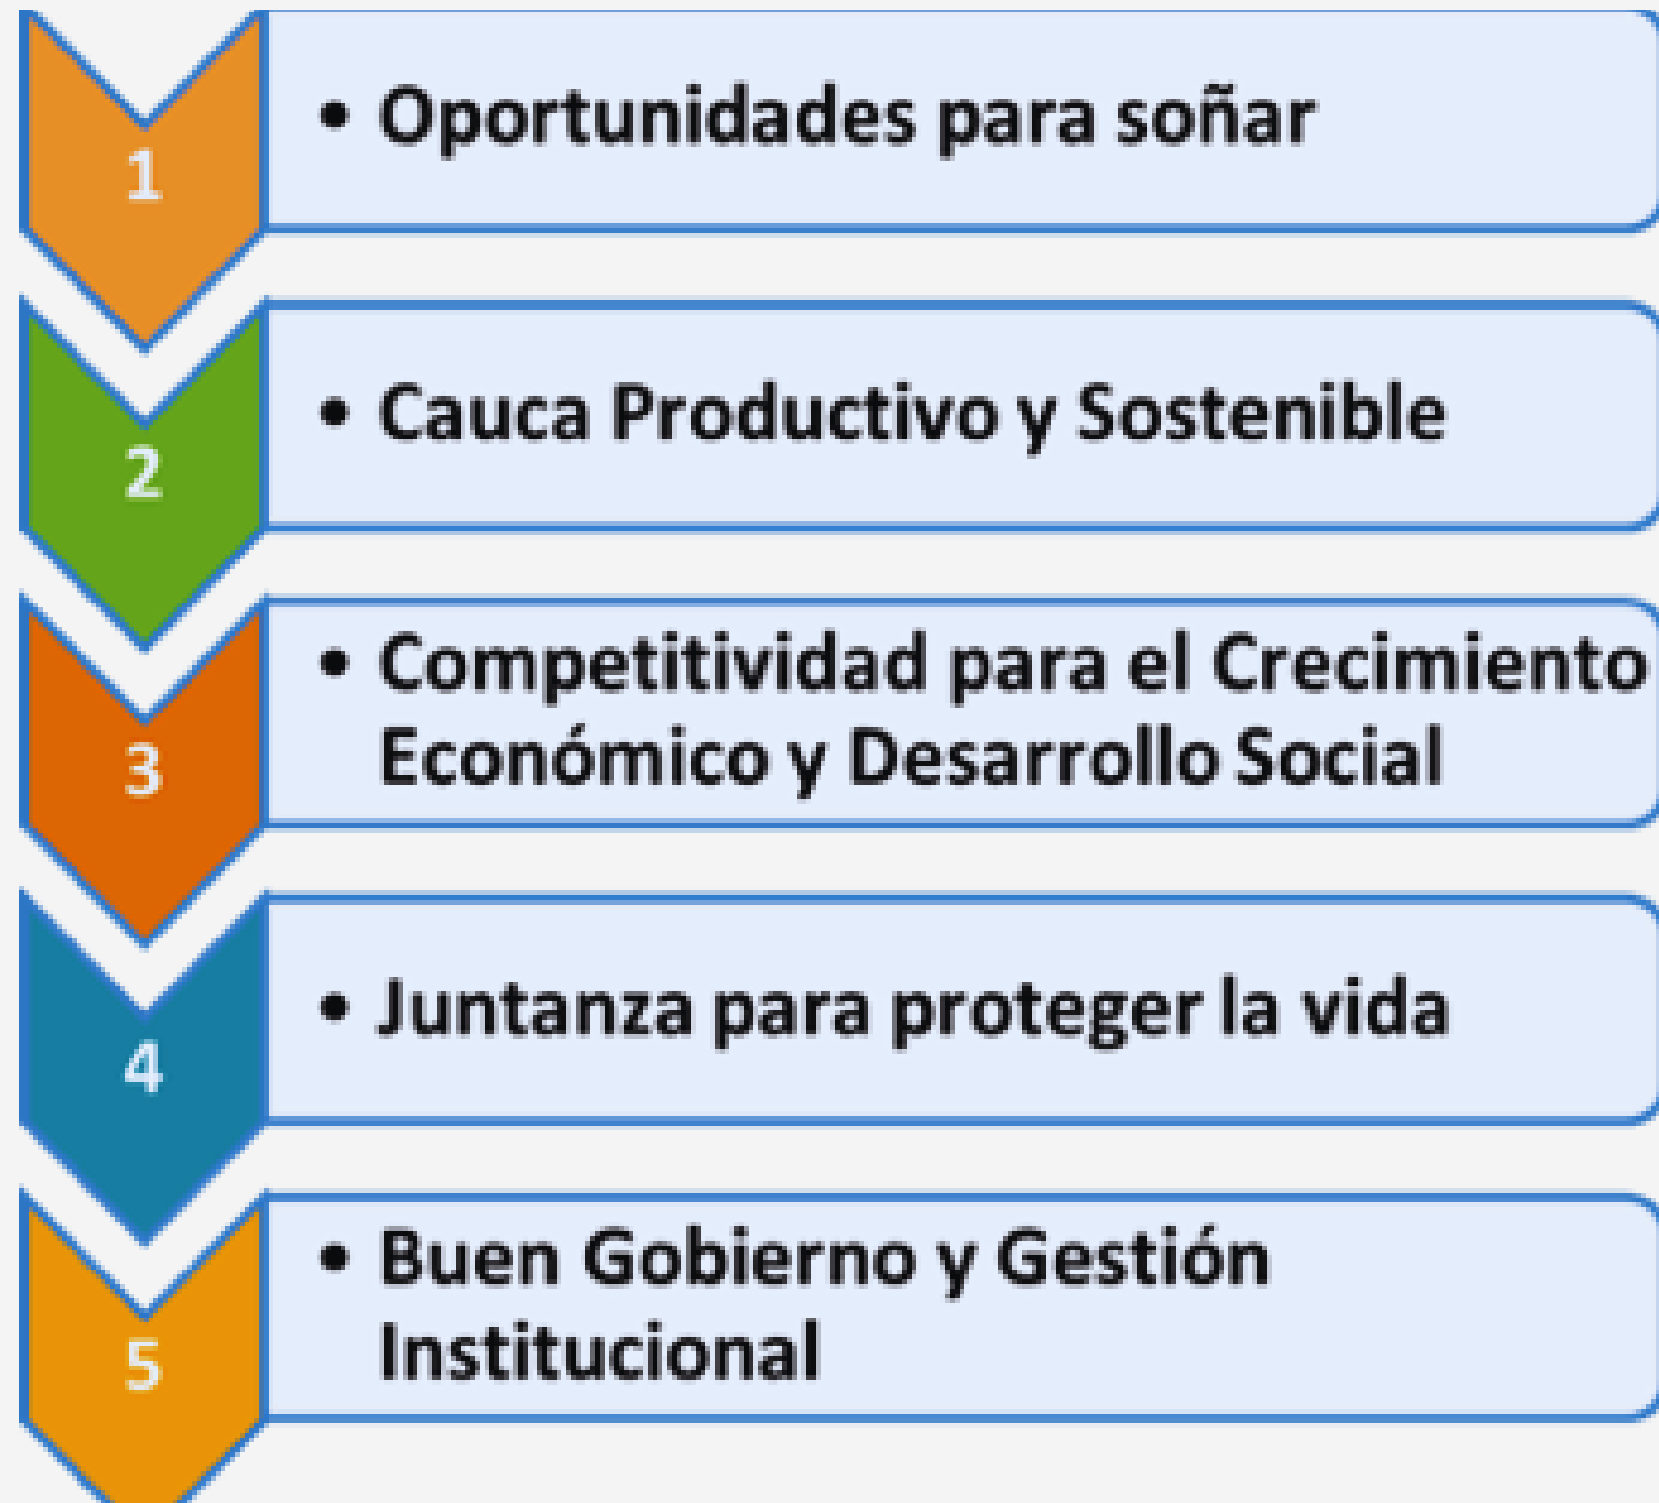 1
• Oportunidades para soñar
2
• Cauca Productivo y Sostenible
3
• Competitividad para el Crecimiento
Económico y Desarrollo Social
4
• Juntanza para proteger la vida
5
• Buen Gobierno y Gestión
Institucional